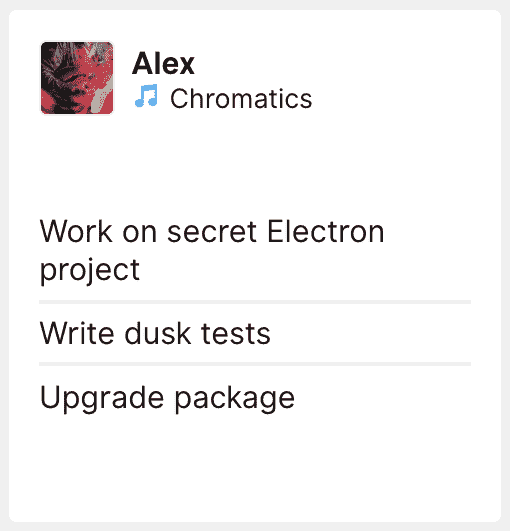 Alex
🎵 Chromatics
Work on secret Electron
project
Write dusk tests
Upgrade package